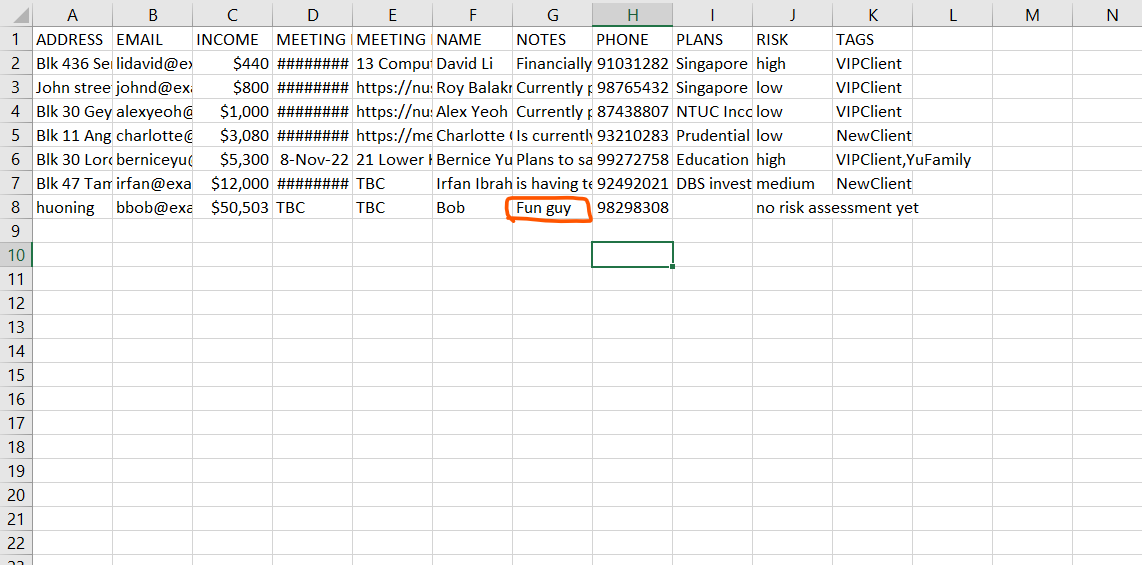 A B C D E F G H I J K L M N
1 ADDRESS EMAIL INCOME MEETING MEETING NAME NOTES PHONE PLANS RISK TAGS
2 Blk 436 Se lidavid@ex $440 ######## 13 Compu David Li Financially 91031282 Singapore high VIPClient
3 John stree johnd@exa $800 ######## https://nus Roy Balak Currently p 98765432 Singapore low VIPClient
4 Blk 30 Gey alexyeoh@ $1,000 ######## https://nus Alex Yeoh Currently p 87438807 NTUC Inc low VIPClient
5 Blk 11 Ang charlotte@ $3,080 ######## https://me Charlotte Is currently 93210283 Prudential low NewClient
6 Blk 30 Lor berniceyu $5,300 8-Nov-22 21 Lower Bernice Yu Plans to sa 99272758 Education high VIPClient,YuFamily
7 Blk 47 Tam irfan@exa $12,000 ######## TBC Irfan Ibrah is having te 92492021 DBS invest medium NewClient
8 huoning bbob@exa $50,503 TBC TBC Bob Fun guy 98298308 no risk assessment yet
9
10
11
12
13
14
15
16
17
18
19
20
21
22